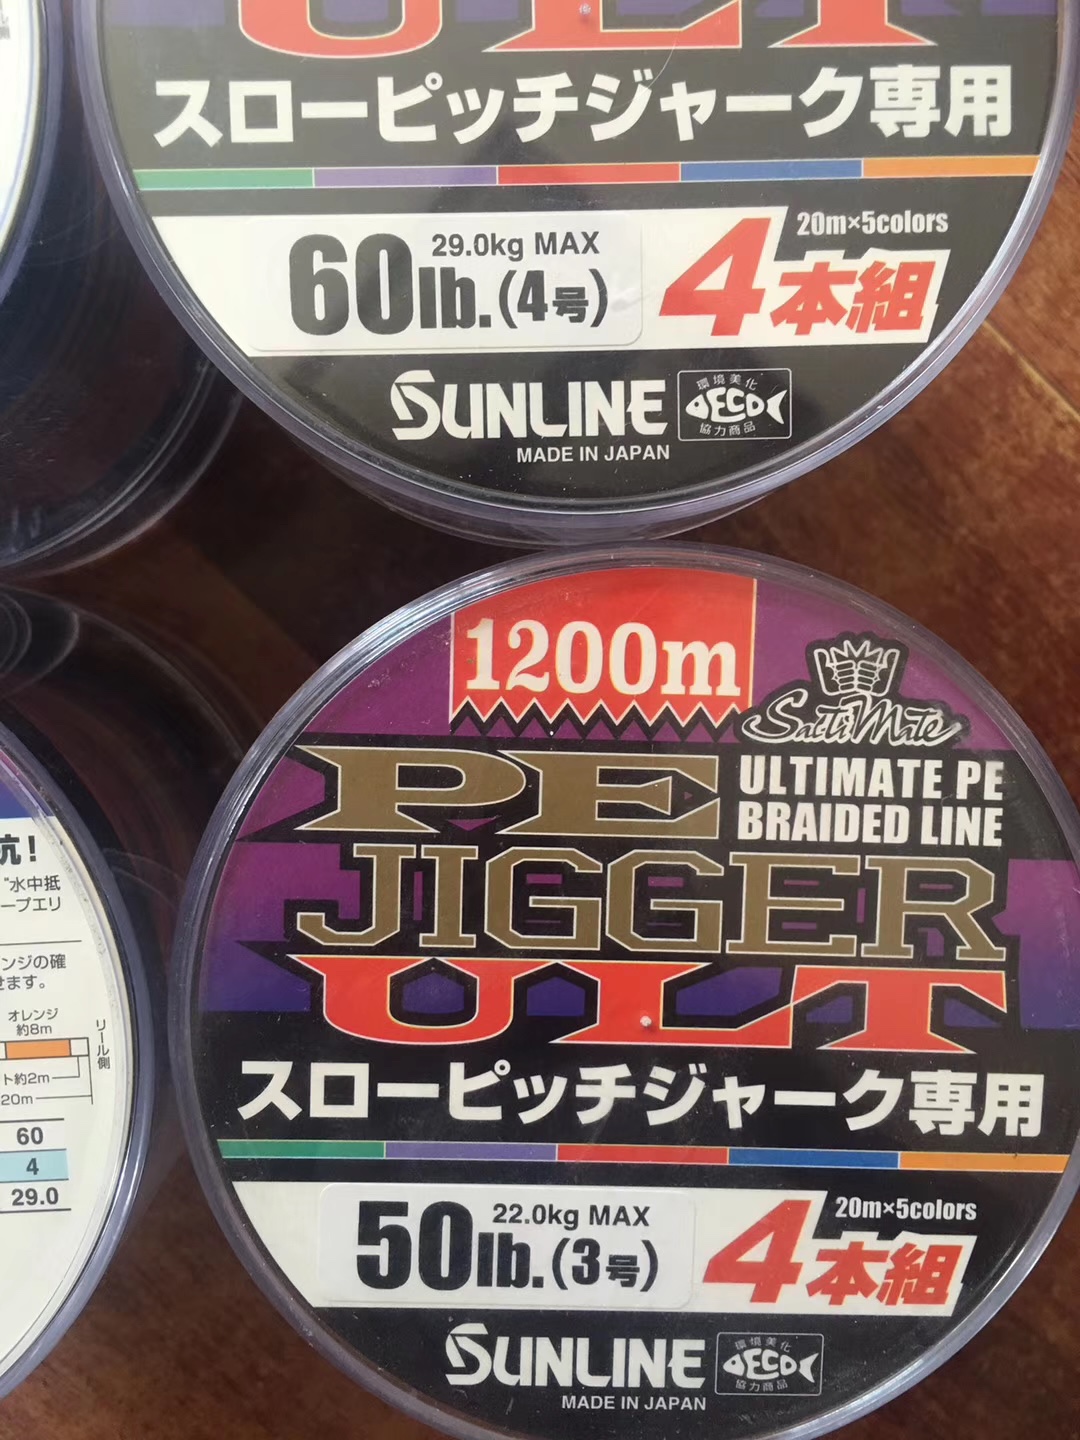 ULT
スローピッチジャーク専用
29.0kg MAX
60lb.(4号)
20m×5colors
4本組
SUNLINE
環境美化
ECO
協力商品
MADE IN JAPAN
1200m
SaltiMate
PE
ULTIMATE PE
BRAIDED LINE
JIGGER
ULT
スローピッチジャーク専用
22.0kg MAX
50lb.(3号)
20m×5colors
4本組
SUNLINE
環境美化
ECO
協力商品
MADE IN JAPAN
抗!
"水中抵
ープエリ
ンジの確
せます。
オレンジ
約8m
リール側
ト約2m
20m
60
4
29.0